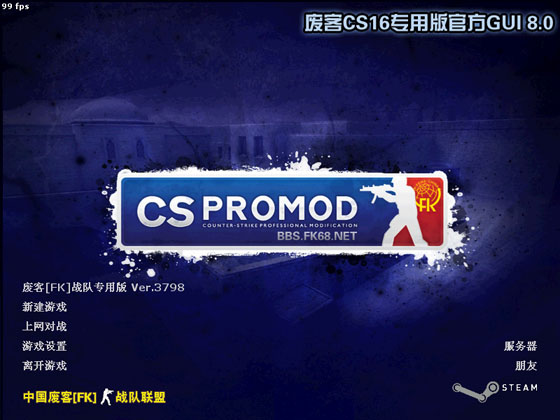 99 fps
废客CS16专用版官方GUI 8.0
CS PROMOD
COUNTER-STRIKE PROFESSIONAL MODIFICATION
FK
BBS.FK68.NET
废客[FK]战队专用版 Ver.3798
新建游戏
上网对战
游戏设置
服务器
离开游戏
朋友
中国废客[FK] 战队联盟
STEAM